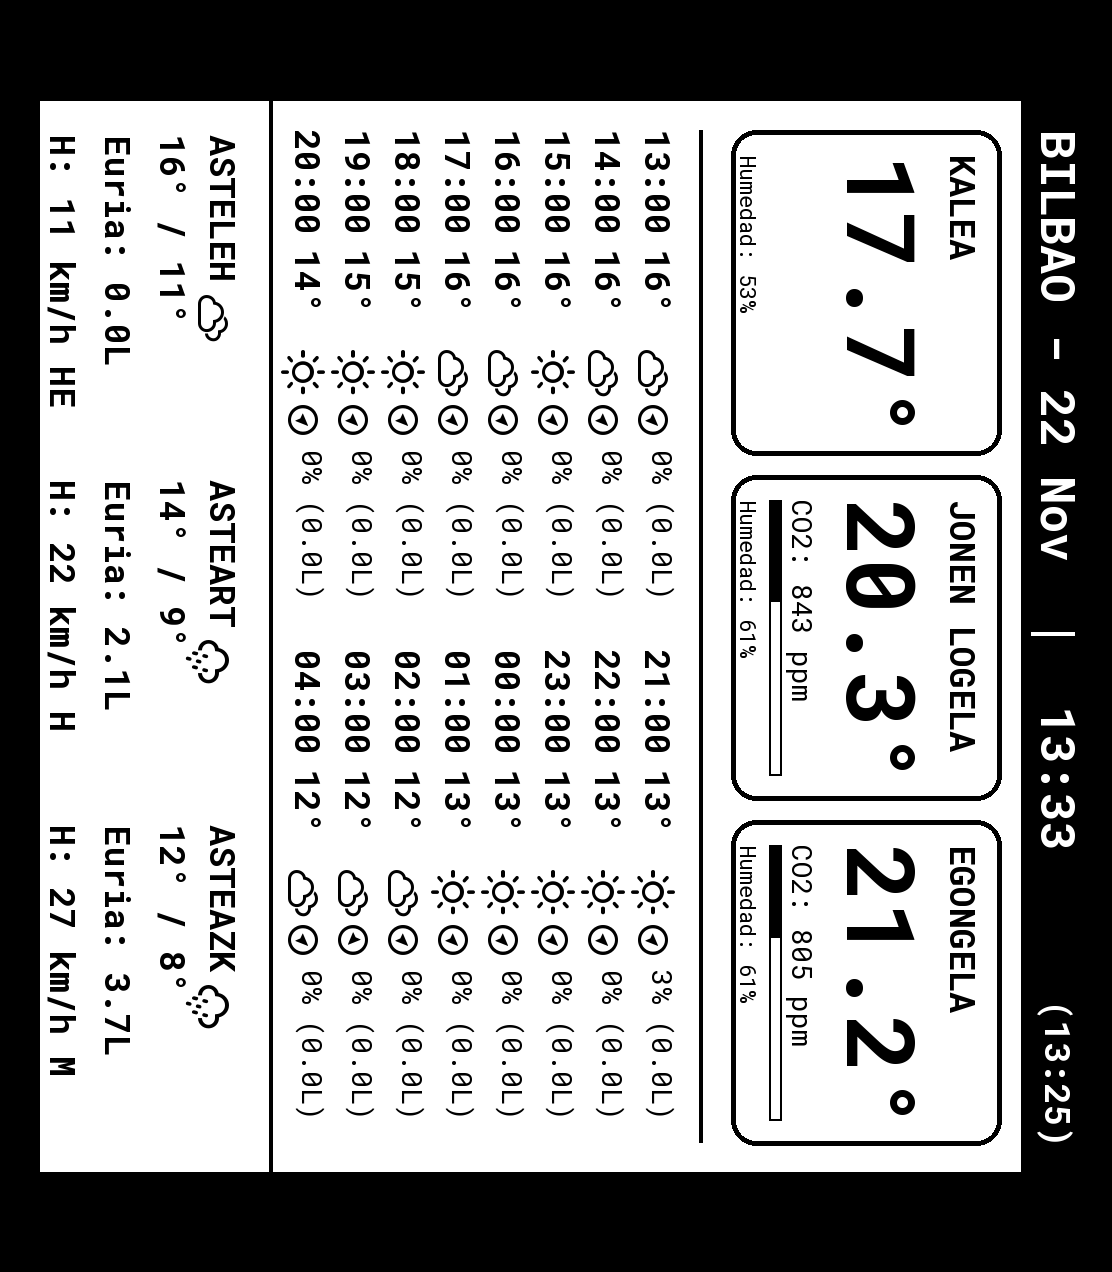 BILBAO - 22 Nov | 13:33 (13:25)
KALEA
17.7°
Humedad: 53%
JONEN LOGELA
20.3°
CO2: 843 ppm
Humedad: 61%
EGONGELA
21.2°
CO2: 805 ppm
Humedad: 61%
13:00 16° 0% (0.0L)
14:00 16° 0% (0.0L)
15:00 16° 0% (0.0L)
16:00 16° 0% (0.0L)
17:00 16° 0% (0.0L)
18:00 15° 0% (0.0L)
19:00 15° 0% (0.0L)
20:00 14° 0% (0.0L)
21:00 13° 3% (0.0L)
22:00 13° 0% (0.0L)
23:00 13° 0% (0.0L)
00:00 13° 0% (0.0L)
01:00 13° 0% (0.0L)
02:00 12° 0% (0.0L)
03:00 12° 0% (0.0L)
04:00 12° 0% (0.0L)
ASTELEH
16° / 11°
Euria: 0.0L
H: 11 km/h HE
ASTEART
14° / 9°
Euria: 2.1L
H: 22 km/h H
ASTEAZK
12° / 8°
Euria: 3.7L
H: 27 km/h M